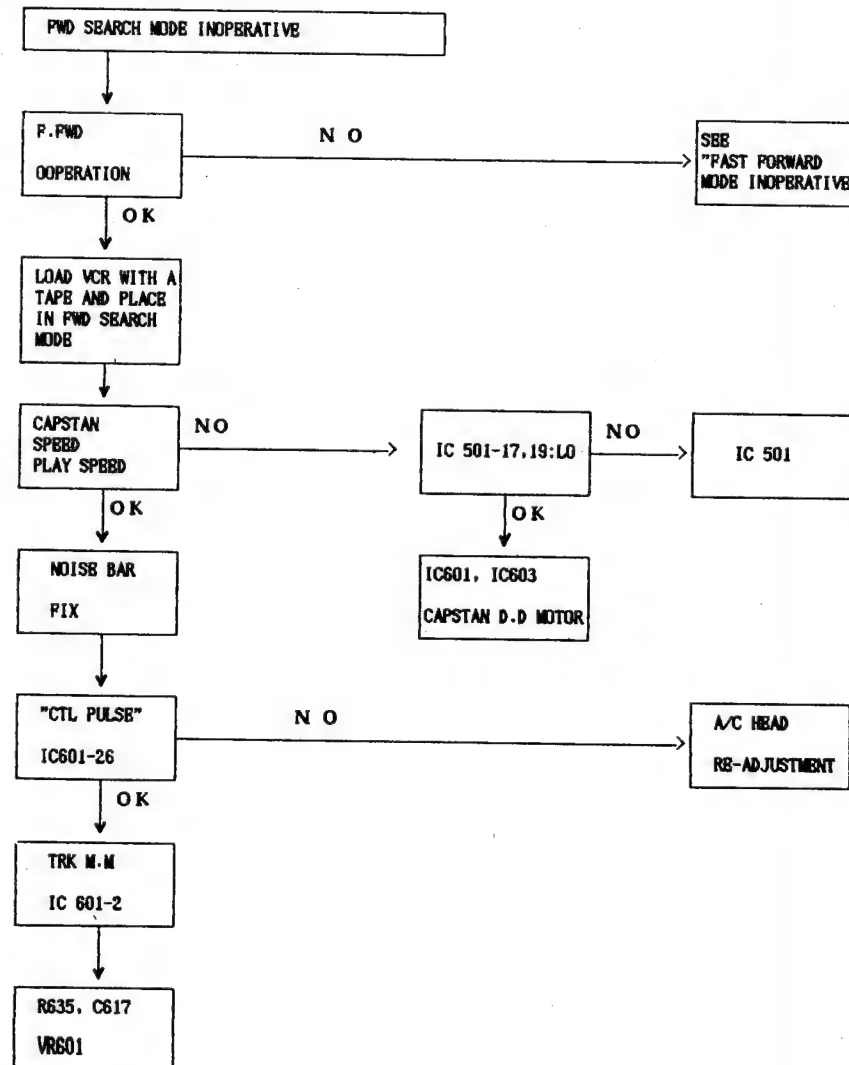 FWD SEARCH MODE INOPERATIVE
F.FWD
OOPERATION
NO
SEE
"FAST FORWARD
MODE INOPERATIVE
OK
LOAD VCR WITH A
TAPE AND PLACE
IN FWD SEARCH
MODE
CAPSTAN
SPEED
PLAY SPEED
NO
IC 501-17,19:LO
NO
IC 501
OK
OK
NOISE BAR
FIX
IC601, IC603
CAPSTAN D.D MOTOR
"CTL PULSE"
IC601-26
NO
A/C HEAD
RE-ADJUSTMENT
OK
TRK M.M
IC 601-2
R635, C617
VR601